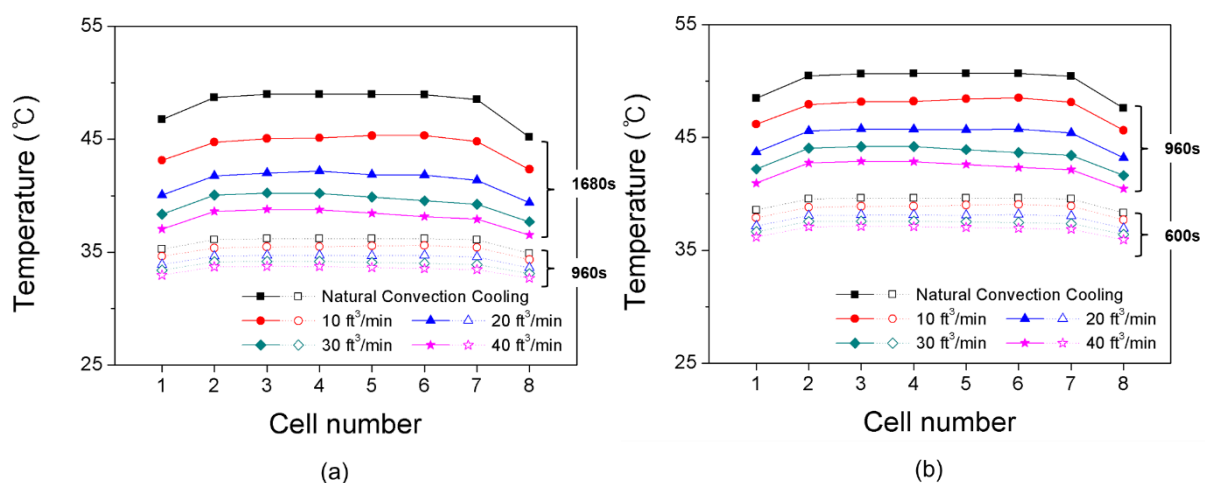 55
45
35
25
Temperature (℃)
1680s
960s
Natural Convection Cooling
10 ft³/min 20 ft³/min
30 ft³/min 40 ft³/min
1 2 3 4 5 6 7 8
Cell number
(a)
55
45
35
25
Temperature (℃)
960s
600s
Natural Convection Cooling
10 ft³/min 20 ft³/min
30 ft³/min 40 ft³/min
1 2 3 4 5 6 7 8
Cell number
(b)